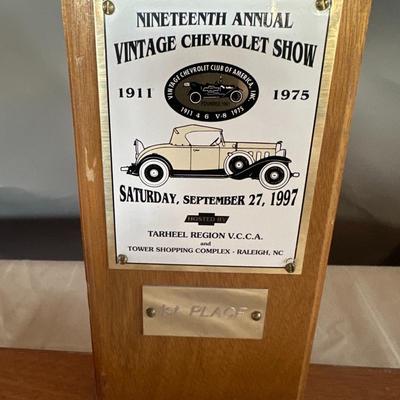 NINETEENTH ANNUAL
VINTAGE CHEVROLET SHOW
VINTAGE CHEVROLET CLUB OF AMERICA, INC.
1911 1975
1911 4 6 V-8 1975
SATURDAY, SEPTEMBER 27, 1997
HOSTED BY
TARHEEL REGION V.C.C.A.
and
TOWER SHOPPING COMPLEX - RALEIGH, NC
1st PLACE